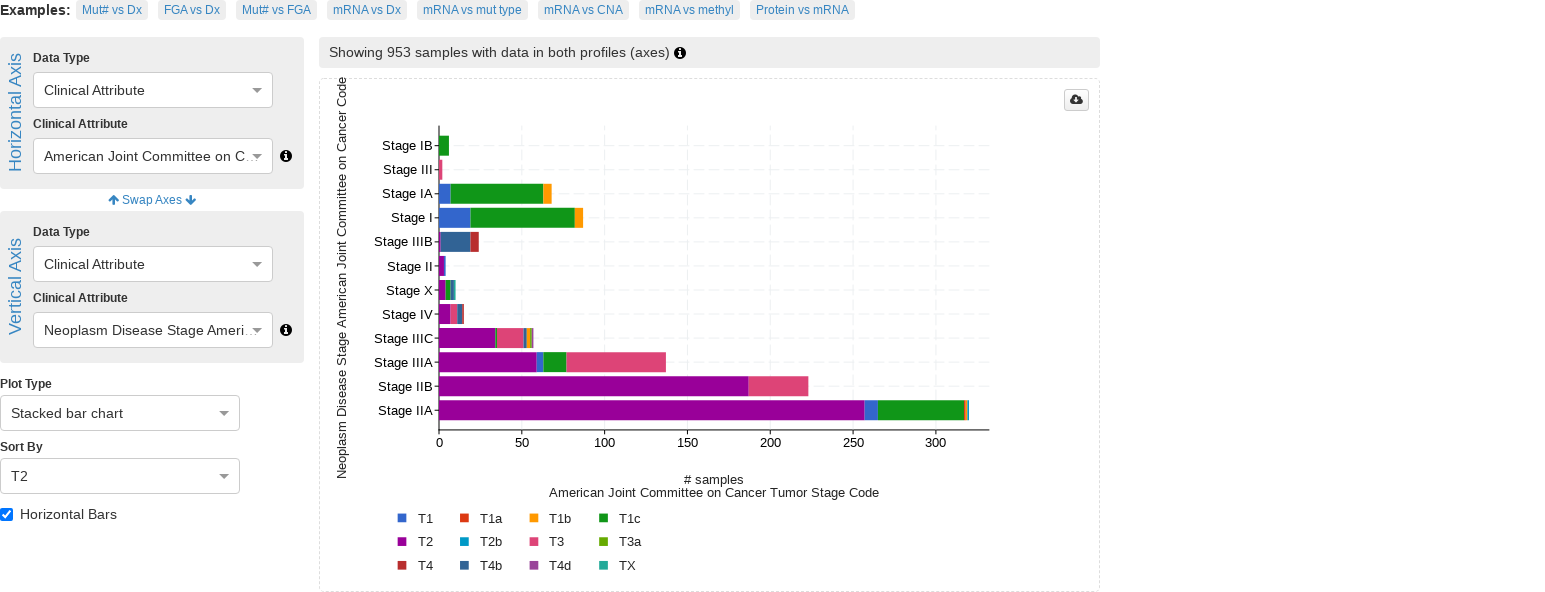 Examples: Mut# vs Dx FGA vs Dx Mut# vs FGA mRNA vs Dx mRNA vs mut type mRNA vs CNA mRNA vs methyl Protein vs mRNA
Horizontal Axis
Data Type
Clinical Attribute
Clinical Attribute
American Joint Committee on C...
Swap Axes
Vertical Axis
Data Type
Clinical Attribute
Clinical Attribute
Neoplasm Disease Stage Ameri...
Plot Type
Stacked bar chart
Sort By
T2
Horizontal Bars
Showing 953 samples with data in both profiles (axes)
Neoplasm Disease Stage American Joint Committee on Cancer Code
Stage IB
Stage III
Stage IA
Stage I
Stage IIIB
Stage II
Stage X
Stage IV
Stage IIIC
Stage IIIA
Stage IIB
Stage IIA
0 50 100 150 200 250 300
# samples
American Joint Committee on Cancer Tumor Stage Code
T1 T1a T1b T1c
T2 T2b T3 T3a
T4 T4b T4d TX